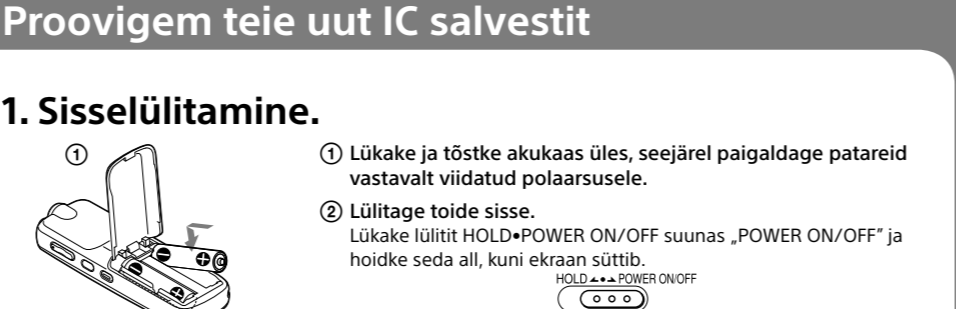 Proovigem teie uut IC salvestit
1. Sisselülitamine.
①
① Lükake ja tõstke akukaas üles, seejärel paigaldage patareid
vastavalt viidatud polaarsusele.
② Lülitage toide sisse.
Lükake lülitit HOLD•POWER ON/OFF suunas „POWER ON/OFF” ja
hoidke seda all, kuni ekraan süttib.
HOLD • POWER ON/OFF